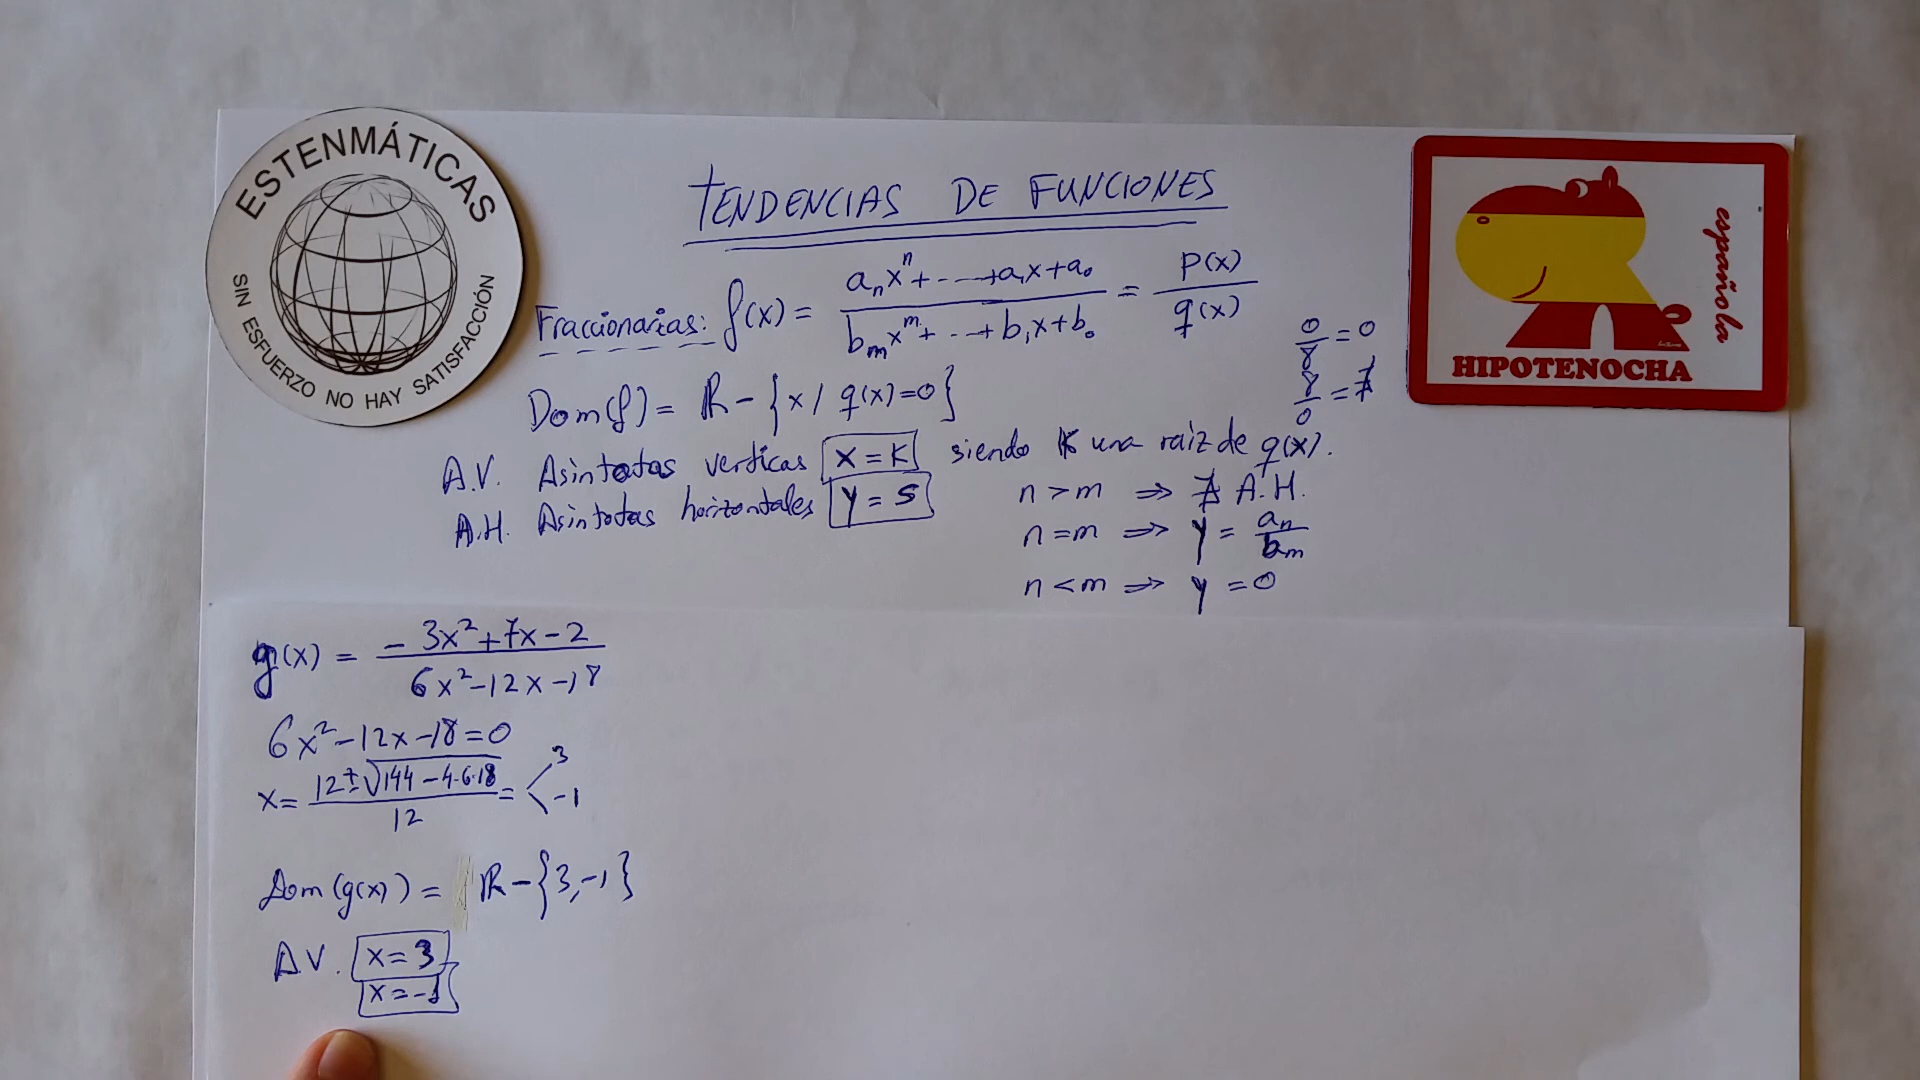 ESTENMÁTICAS
SIN ESFUERZO NO HAY SATISFACCIÓN
TENDENCIAS DE FUNCIONES
española
HIPOTENOCHA
Fraccionarias: f(x) = (aₙxⁿ + ... + a₁x + a₀)/(bₘxᵐ + ... + b₁x + b₀) = P(x)/q(x)
0/8 = 0
8/0 = ∄
Dom(f) = ℝ - {x / q(x)=0}
A.V. Asintotas verticas x = K siendo K una raiz de q(x).
A.H. Asintotas horizontales y = s
n > m ⇒ ∄ A.H.
n = m ⇒ y = aₙ/bₘ
n < m ⇒ y = 0
g(x) = (-3x²+7x-2)/(6x²-12x-18)
6x²-12x-18=0
x = (12±√(144-4·6·18))/12 = < 3
-1
Dom(g(x)) = ℝ - {3,-1}
A.V. x = 3
x = -1